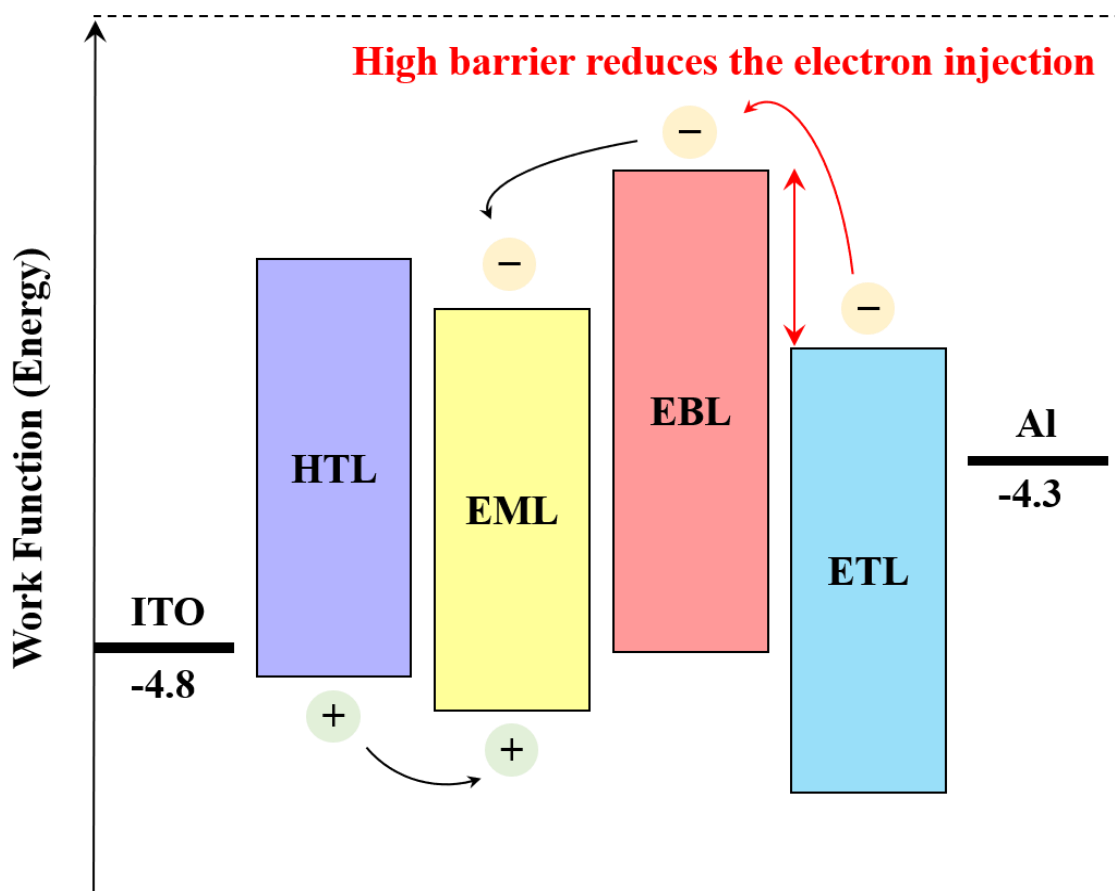 High barrier reduces the electron injection
Work Function (Energy)
−
−
−
−
HTL
EML
EBL
ETL
ITO
-4.8
Al
-4.3
+
+